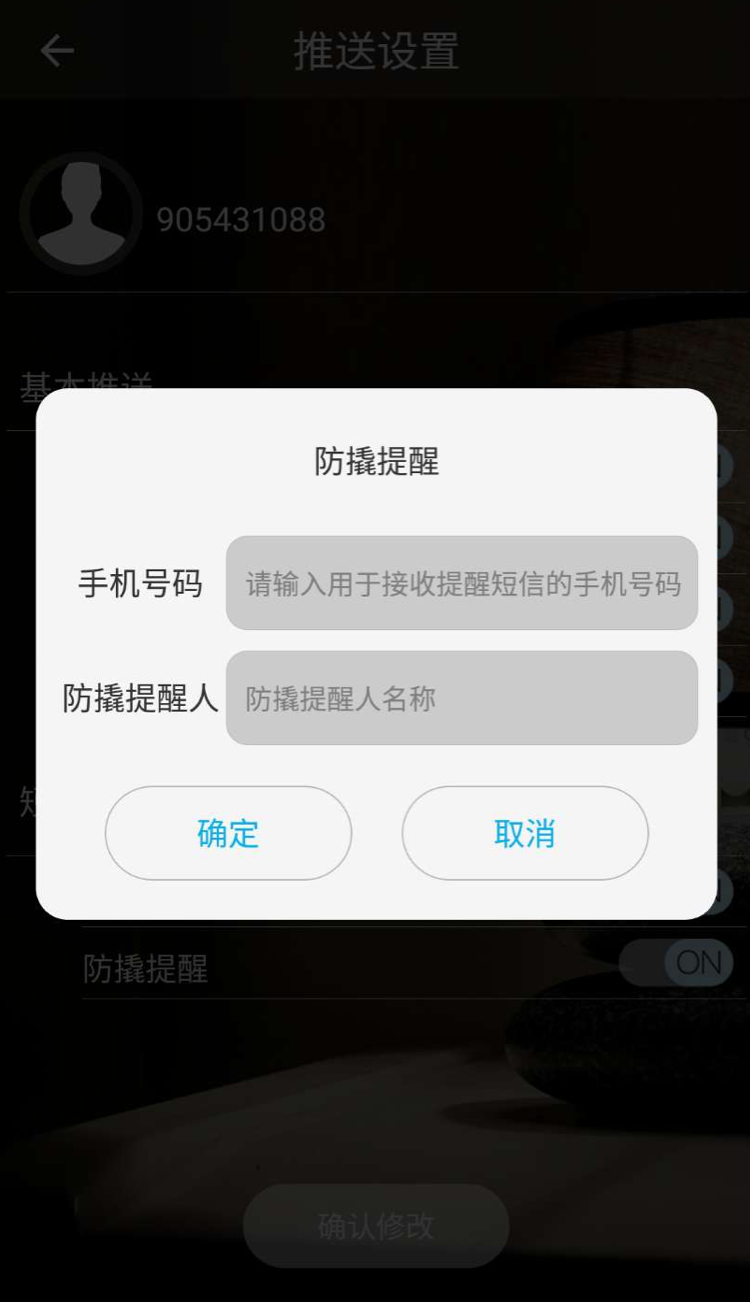 推送设置
905431088
基本推送
防撬提醒
手机号码 请输入用于接收提醒短信的手机号码
防撬提醒人 防撬提醒人名称
确定 取消
防撬提醒 ON
确认修改